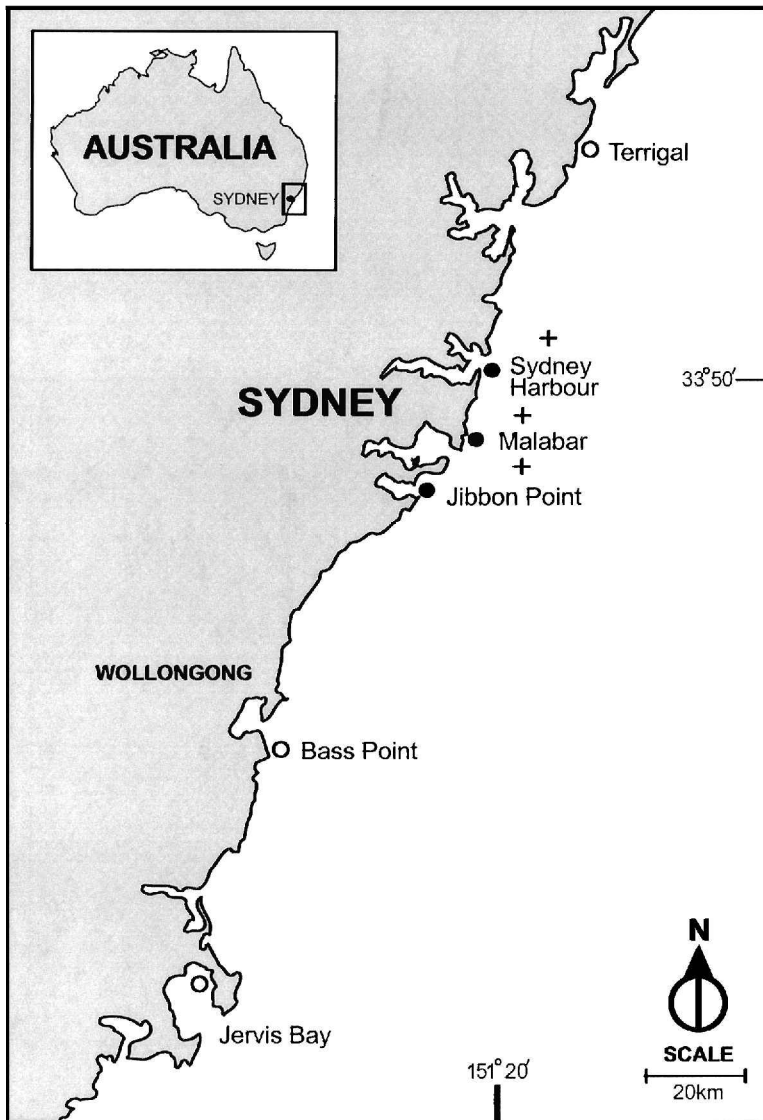 AUSTRALIA
SYDNEY
Terrigal
Sydney
Harbour
33°50'
SYDNEY
Malabar
Jibbon Point
WOLLONGONG
Bass Point
N
Jervis Bay
SCALE
151°20'
20km